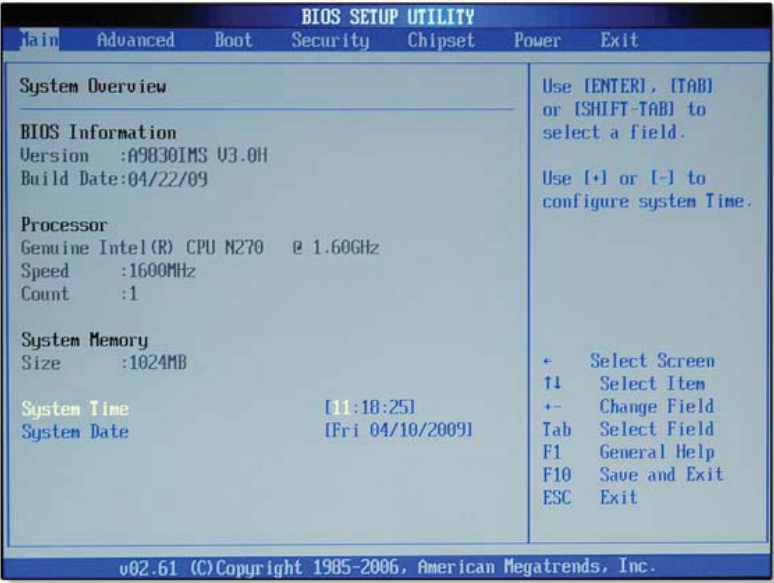 BIOS SETUP UTILITY
Main Advanced Boot Security Chipset Power Exit
System Overview
BIOS Information
Version :A9830IMS V3.0H
Build Date:04/22/09
Processor
Genuine Intel(R) CPU N270 @ 1.60GHz
Speed :1600MHz
Count :1
System Memory
Size :1024MB
System Time [11:18:25]
System Date [Fri 04/10/2009]
Use [ENTER], [TAB]
or [SHIFT-TAB] to
select a field.
Use [+] or [-] to
configure system Time.
← Select Screen
↑↓ Select Item
+- Change Field
Tab Select Field
F1 General Help
F10 Save and Exit
ESC Exit
v02.61 (C)Copyright 1985-2006, American Megatrends, Inc.